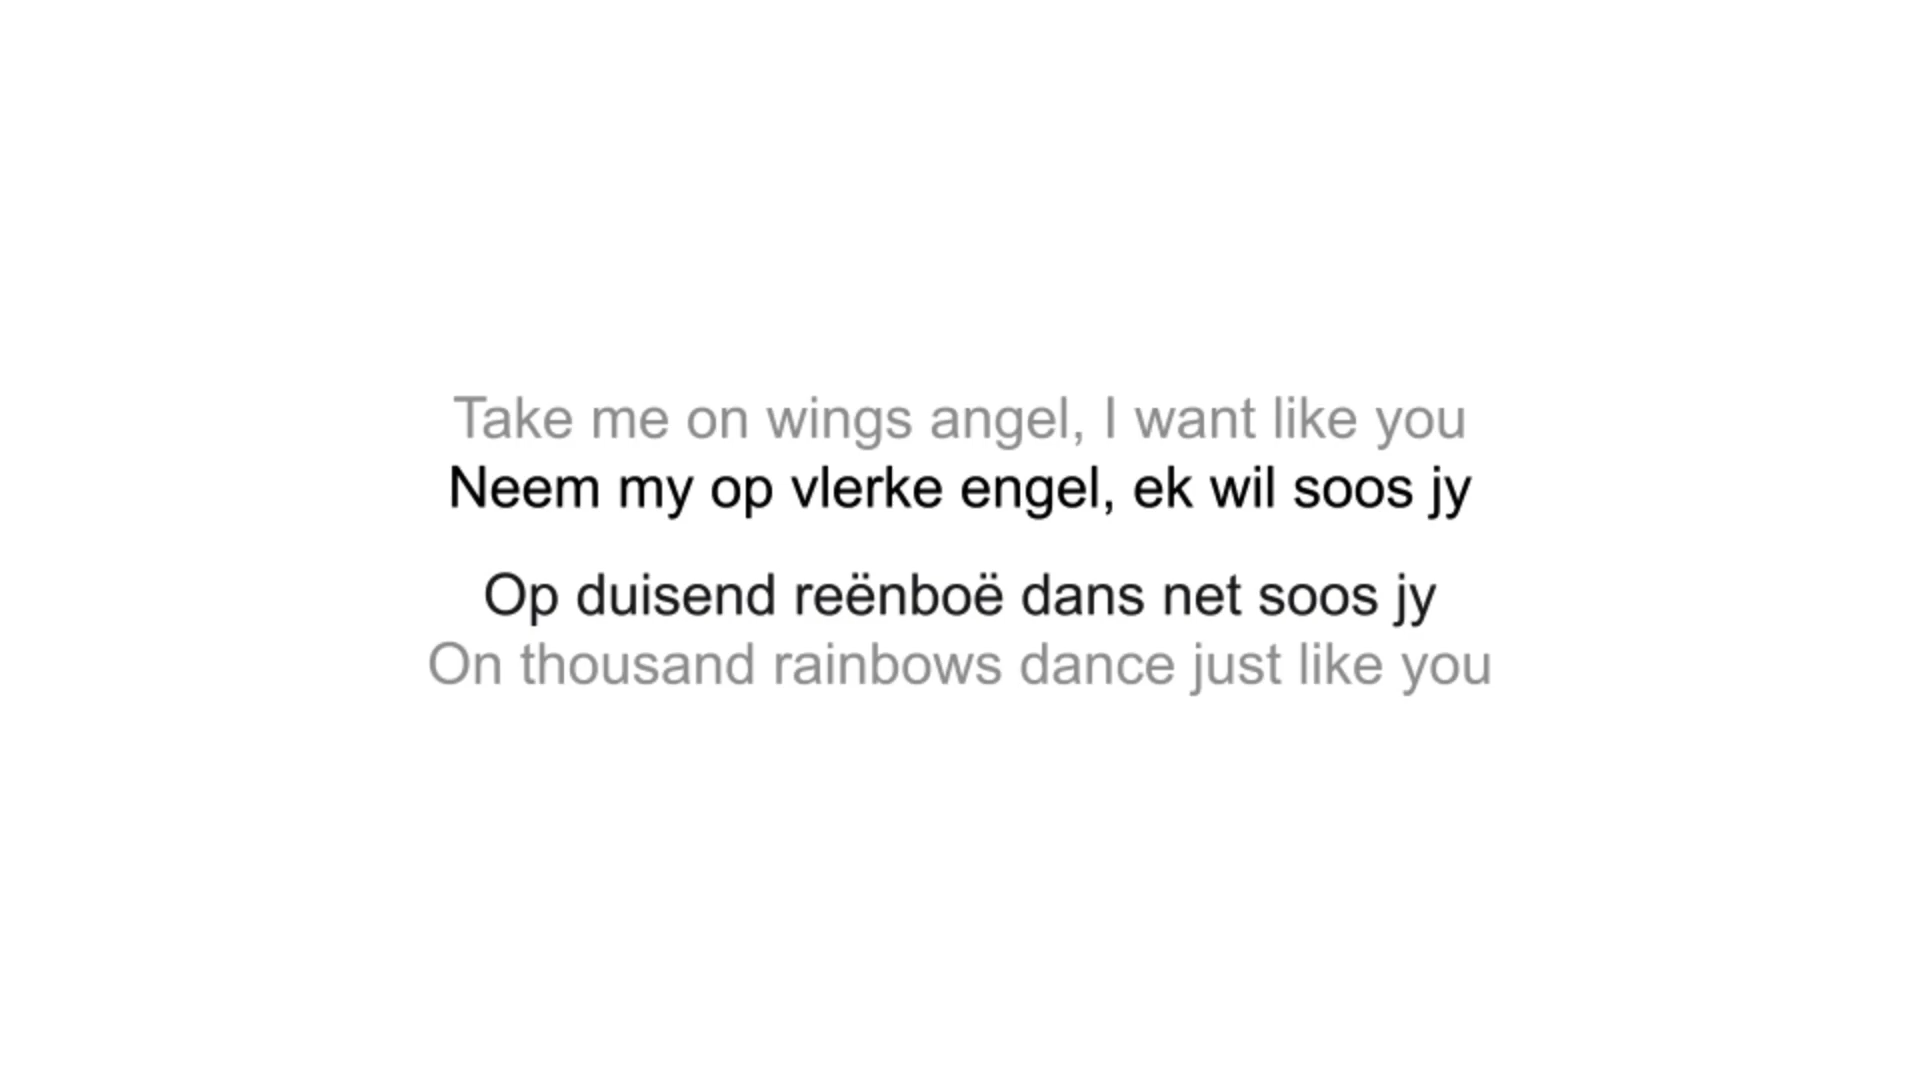 Take me on wings angel, I want like you
Neem my op vlerke engel, ek wil soos jy
Op duisend reënboë dans net soos jy
On thousand rainbows dance just like you